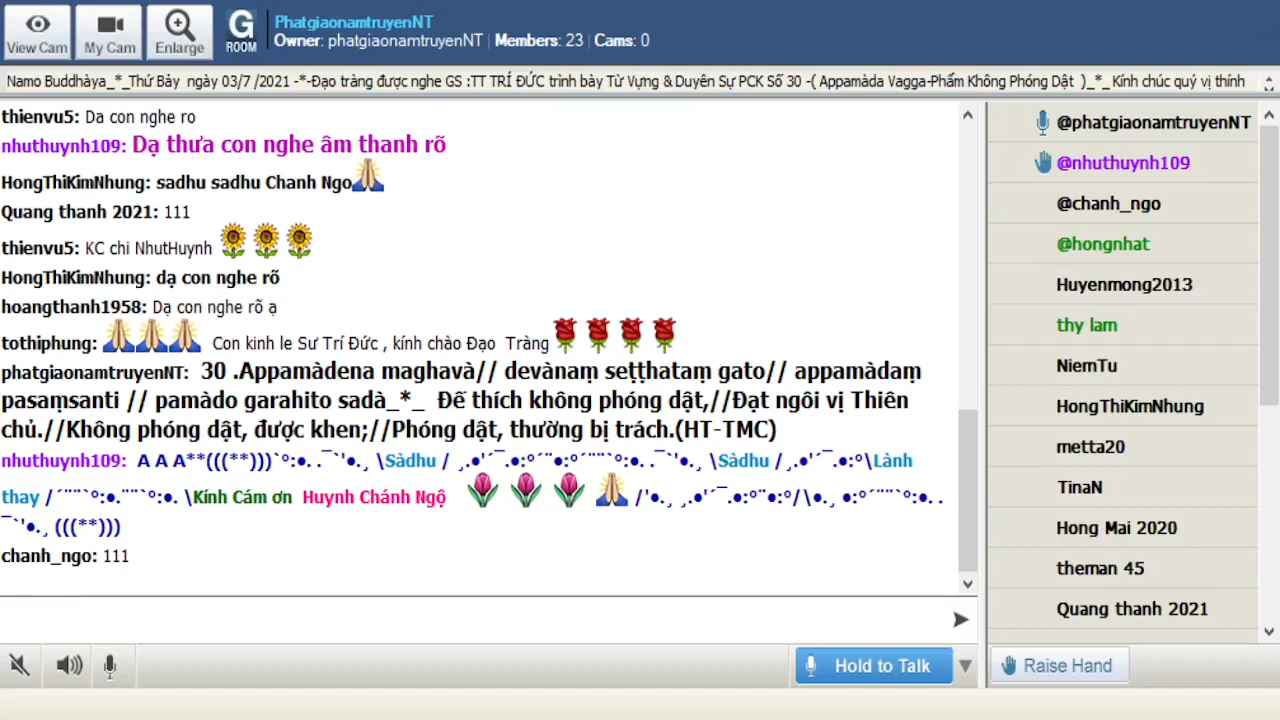 View Cam
My Cam
Enlarge
G
ROOM
PhatgiaonamtruyenNT
Owner: phatgiaonamtruyenNT | Members: 23 | Cams: 0
Namo Buddhàya_*_Thứ Bảy ngày 03/7 /2021 -*-Đạo tràng được nghe GS :TT TRÍ ĐỨC trình bày Từ Vựng & Duyên Sự PCK Số 30 -( Appamàda Vagga-Phẩm Không Phóng Dật )_*_ Kính chúc quý vị thính
thienvu5: Da con nghe ro
nhuthuynh109: Dạ thưa con nghe âm thanh rõ
HongThiKimNhung: sadhu sadhu Chanh Ngo🙏
Quang thanh 2021: 111
thienvu5: KC chi NhutHuynh 🌻🌻🌻
HongThiKimNhung: dạ con nghe rõ
hoangthanh1958: Dạ con nghe rõ ạ
tothiphung: 🙏🙏🙏 Con kinh le Sư Trí Đức , kính chào Đạo Tràng 🌹🌹🌹🌹
phatgiaonamtruyenNT: 30 .Appamàdena maghavà// devànaṃ seṭṭhataṃ gato// appamàdaṃ
pasaṃsanti // pamàdo garahito sadà_*_ Đế thích không phóng dật,//Đạt ngôi vị Thiên
chủ.//Không phóng dật, được khen;//Phóng dật, thường bị trách.(HT-TMC)
nhuthuynh109: A A A**(((**)))`°:•. .¯`'•.¸ \Sàdhu / ¸.•'´¯.•:°´¨•:°´¨¨`°:•. .¯`'•.¸ \Sàdhu /¸.•'´¯.•:°\Lành
thay /´¨¨`°:•.¨¨`°:•. \Kính Cám ơn Huynh Chánh Ngộ 🌷 🌷 🌷 🙏 /'•.¸ ¸.•'´¯.•:°¨•:°/\•.¸ •:°´¨¨`°:•. .
¯`'•.¸ (((**)))
chanh_ngo: 111
@phatgiaonamtruyenNT
@nhuthuynh109
@chanh_ngo
@hongnhat
Huyenmong2013
thy lam
NiemTu
HongThiKimNhung
metta20
TinaN
Hong Mai 2020
theman 45
Quang thanh 2021
Hold to Talk
Raise Hand